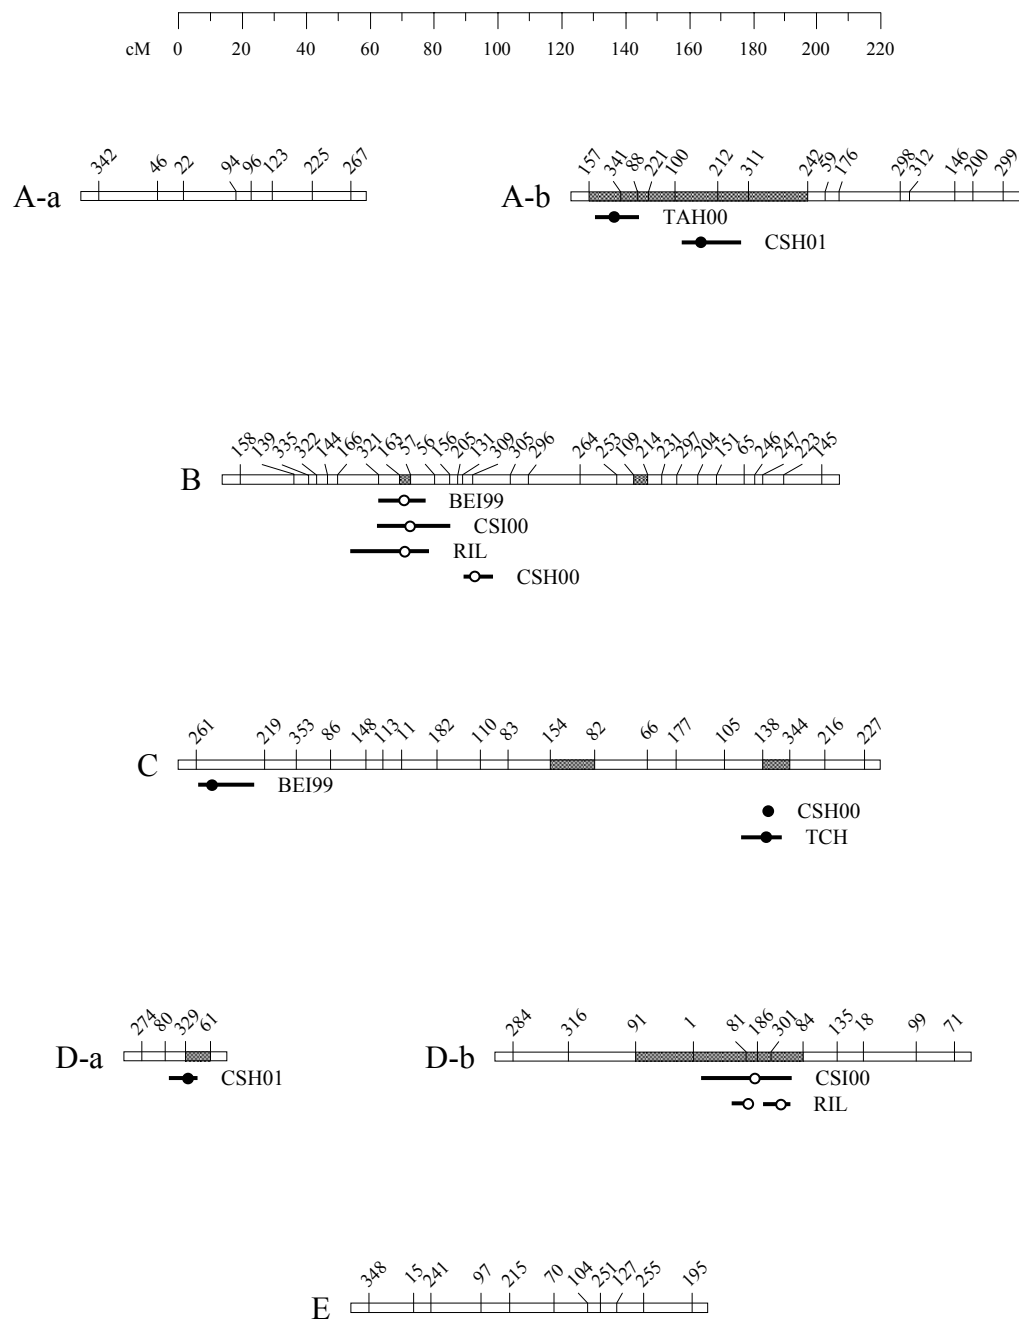 cM 0 20 40 60 80 100 120 140 160 180 200 220
342 46 22 94 96 123 225 267
A-a
157 341 88 221 100 212 311 242 59 176 298 312 146 200 299
A-b
TAH00
CSH01
158 139 335 322 144 166 321 163 57 56 156 205 131 309 305 296 264 253 109 214 231 297 204 151 65 246 247 223 145
B
BEI99
CSI00
RIL
CSH00
261 219 353 86 148 113 11 182 110 83 154 82 66 177 105 138 344 216 227
C
BEI99
CSH00
TCH
274 80 329 61
D-a
CSH01
284 316 91 1 81 186 301 84 135 18 99 71
D-b
CSI00
RIL
348 15 241 97 215 70 104 251 127 255 195
E